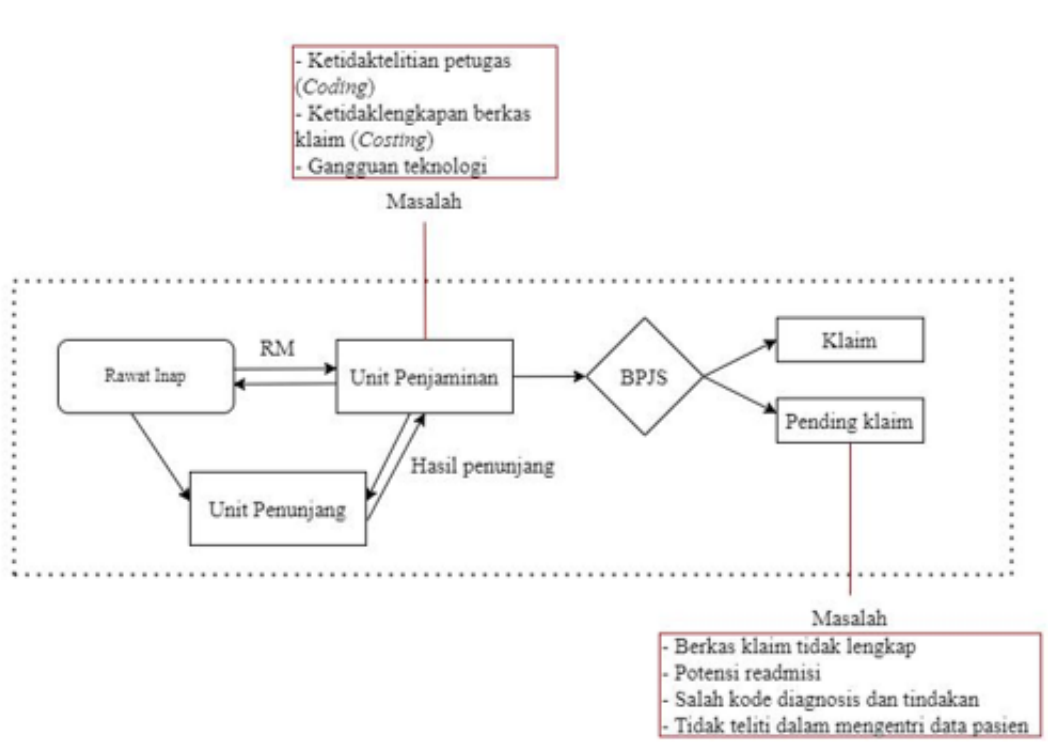 - Ketidaktelitian petugas
(Coding)
- Ketidaklengkapan berkas
klaim (Costing)
- Gangguan teknologi
Masalah
RM
Rawat Inap
Unit Penjaminan
BPJS
Klaim
Pending klaim
Hasil penunjang
Unit Penunjang
Masalah
- Berkas klaim tidak lengkap
- Potensi readmisi
- Salah kode diagnosis dan tindakan
- Tidak teliti dalam mengentri data pasien